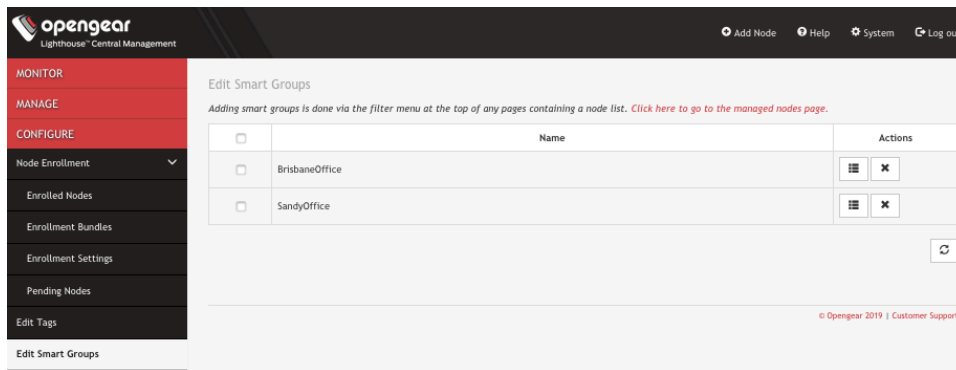 opengear
Lighthouse™ Central Management
Add Node Help System Log ou
MONITOR
MANAGE
CONFIGURE
Node Enrollment
Enrolled Nodes
Enrollment Bundles
Enrollment Settings
Pending Nodes
Edit Tags
Edit Smart Groups
Edit Smart Groups
Adding smart groups is done via the filter menu at the top of any pages containing a node list. Click here to go to the managed nodes page.
Name Actions
BrisbaneOffice
SandyOffice
© Opengear 2019 | Customer Support